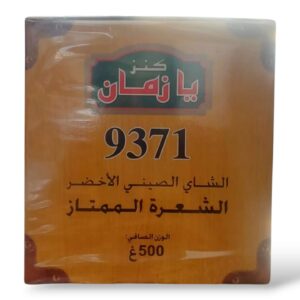 كنز
يا زمان
9371
الشاي الصيني الأخضر
الشعرة الممتاز
الوزن الصافي:
500 غ